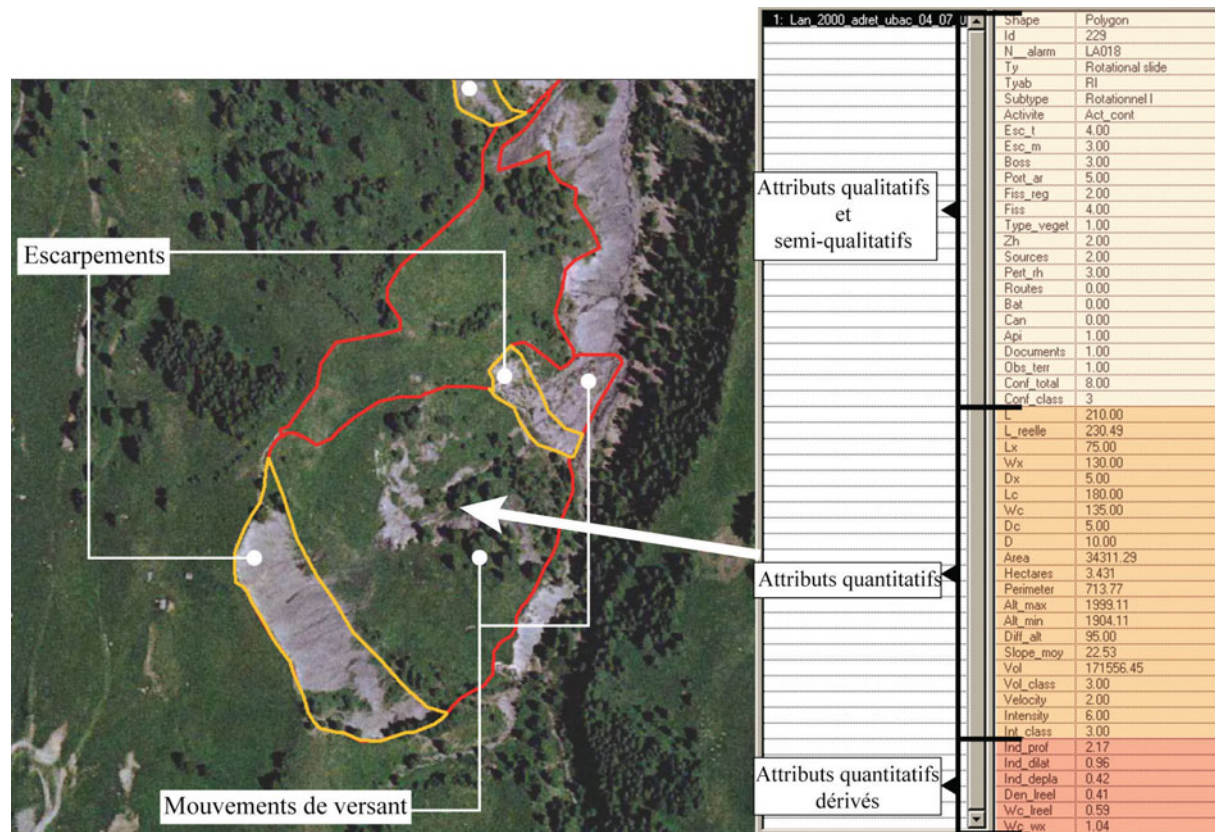 Escarpements
Mouvements de versant
1: Lan_2000_adret_ubac_04_07_
Attributs qualitatifs
et
semi-qualitatifs
Attributs quantitatifs
Attributs quantitatifs
dérivés
Shape Polygon
Id 229
N__alarm LA018
Ty Rotational slide
Tyab RI
Subtype Rotationnel I
Activite Act_cont
Esc_t 4.00
Esc_m 3.00
Boss 3.00
Port_ar 5.00
Fiss_reg 2.00
Fiss 4.00
Type_veget 1.00
Zh 2.00
Sources 2.00
Pert_rh 3.00
Routes 0.00
Bat 0.00
Can 0.00
Api 1.00
Documents 1.00
Obs_terr 1.00
Conf_total 8.00
Conf_class 3
L 210.00
L_reelle 230.49
Lx 75.00
Wx 130.00
Dx 5.00
Lc 180.00
Wc 135.00
Dc 5.00
D 10.00
Area 34311.29
Hectares 3.431
Perimeter 713.77
Alt_max 1999.11
Alt_min 1904.11
Diff_alt 95.00
Slope_moy 22.53
Vol 171556.45
Vol_class 3.00
Velocity 2.00
Intensity 6.00
Int_class 3.00
Ind_prof 2.17
Ind_dilat 0.96
Ind_depla 0.42
Den_lreel 0.41
Wc_lreel 0.59
Wc_wx 1.04